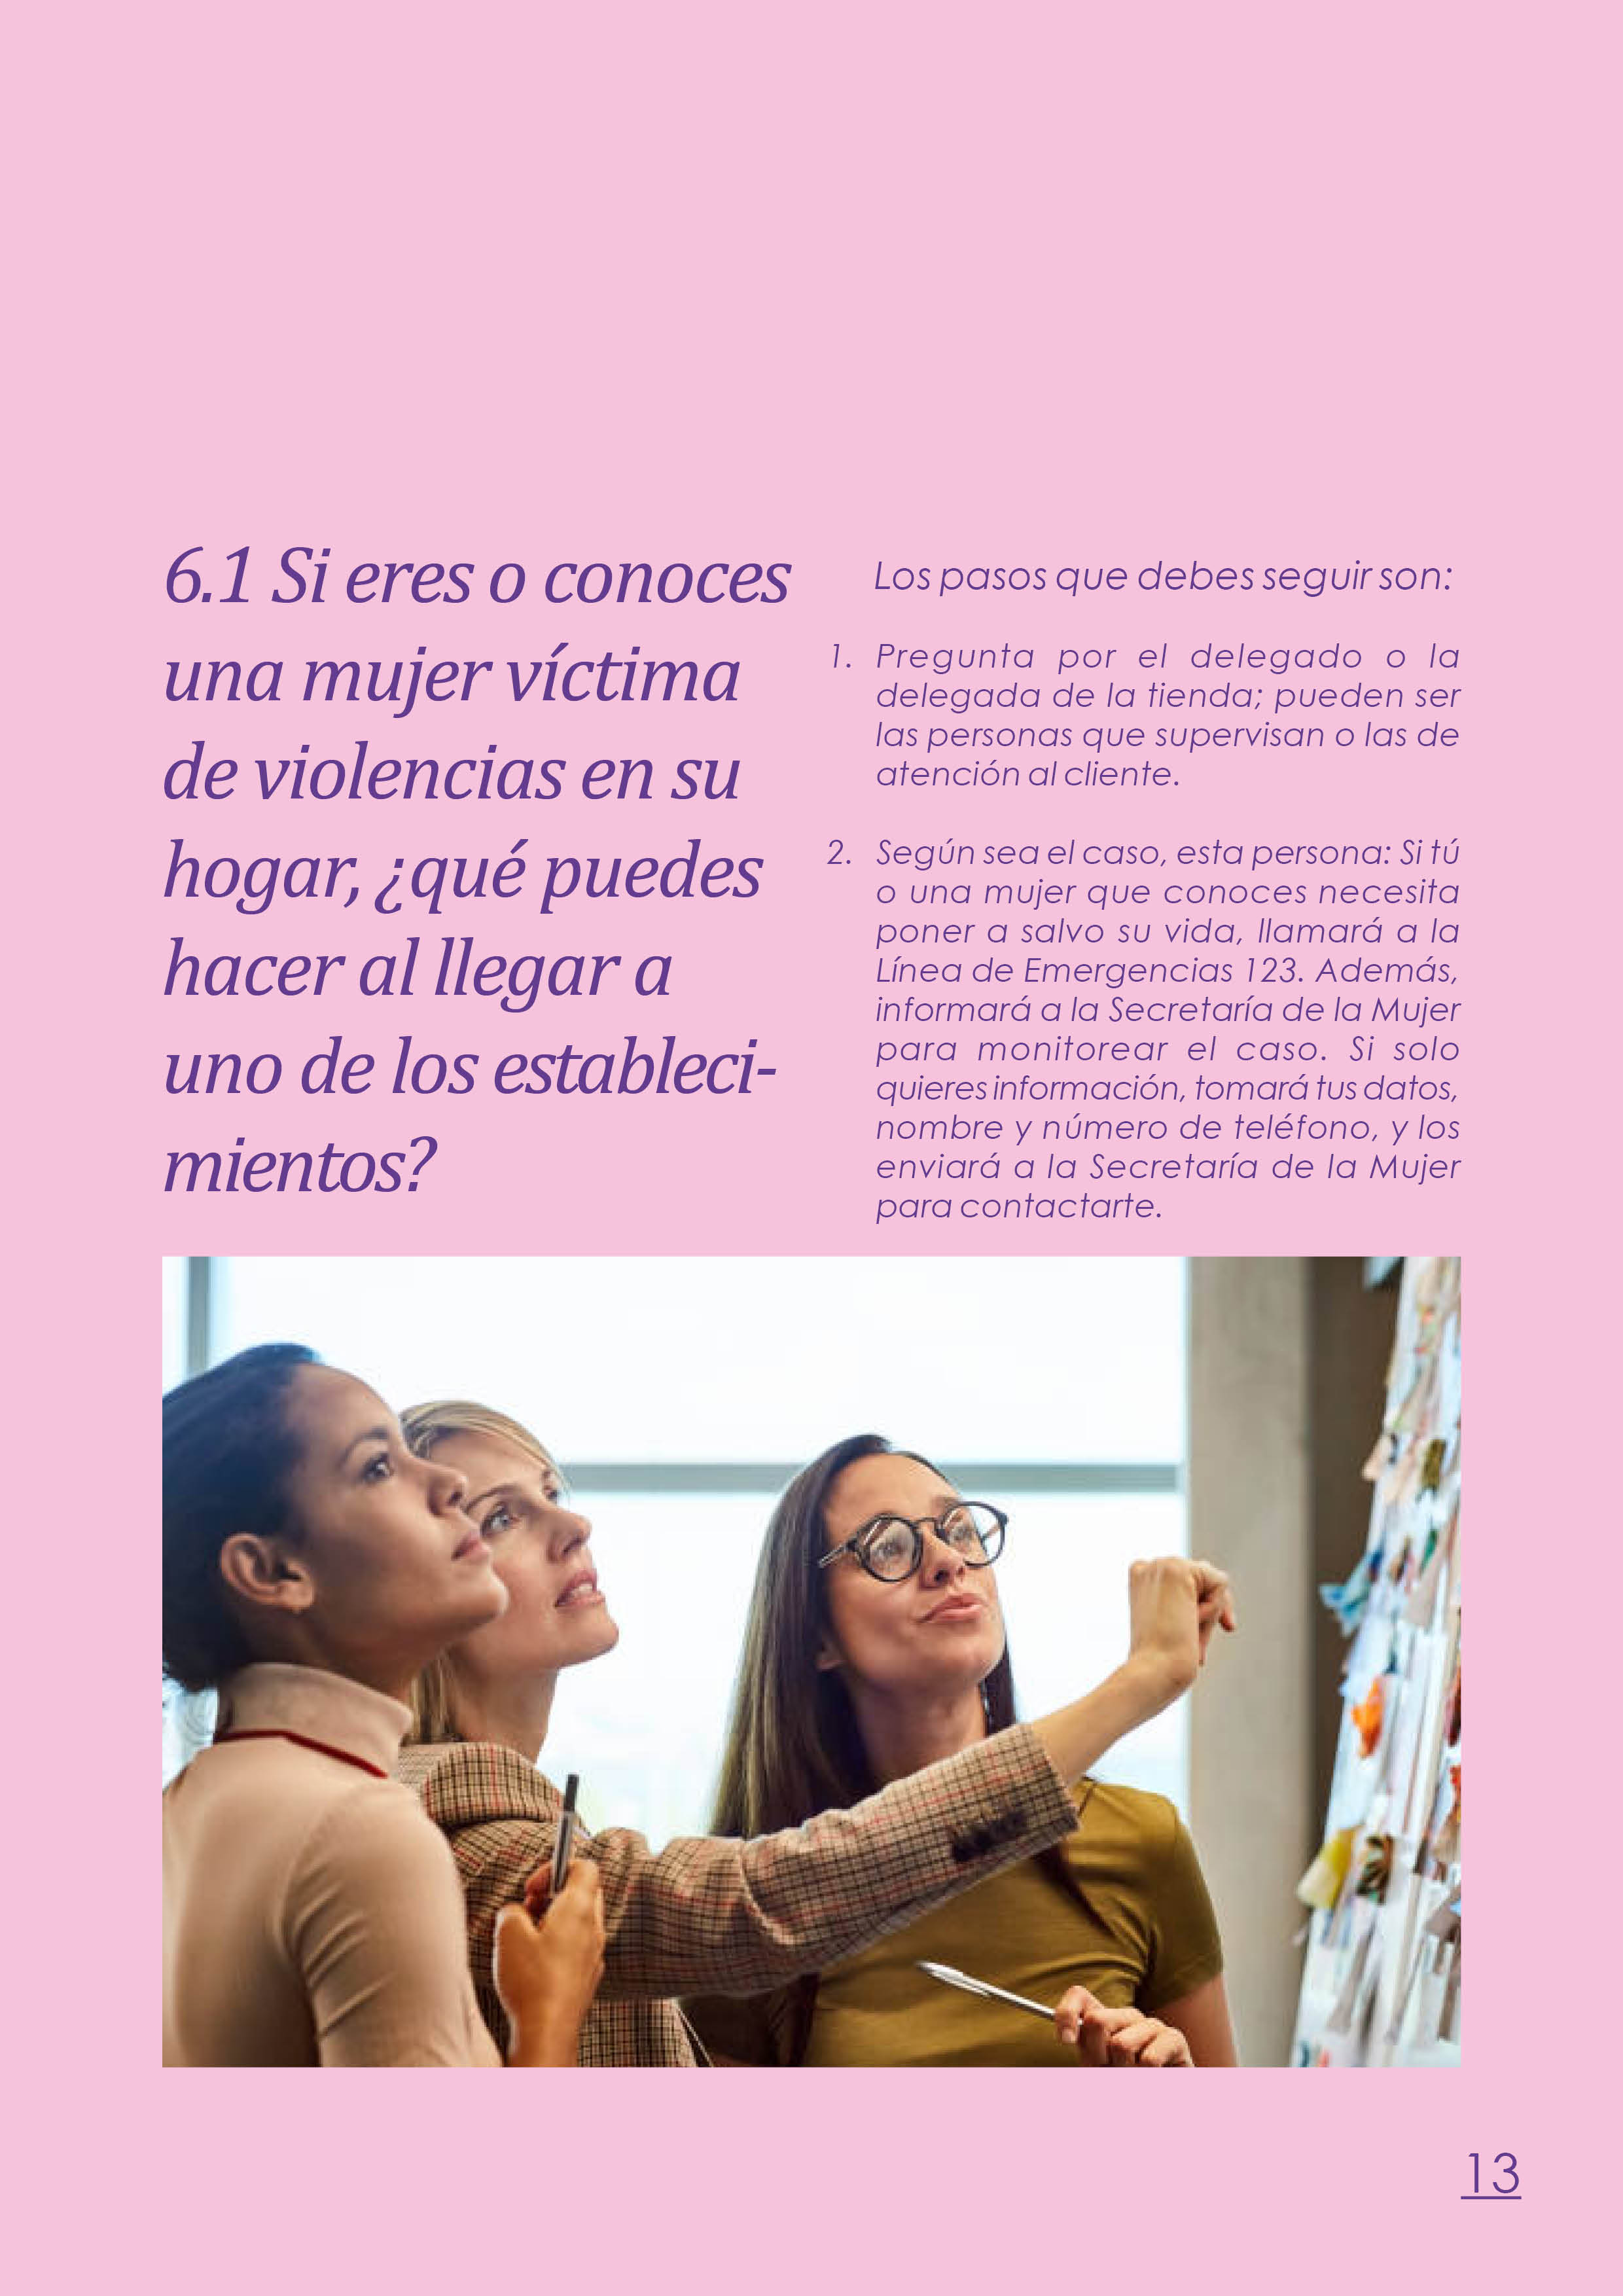 6.1 Si eres o conoces
una mujer víctima
de violencias en su
hogar, ¿qué puedes
hacer al llegar a
uno de los estableci-
mientos?
Los pasos que debes seguir son:
1. Pregunta por el delegado o la
delegada de la tienda; pueden ser
las personas que supervisan o las de
atención al cliente.
2. Según sea el caso, esta persona: Si tú
o una mujer que conoces necesita
poner a salvo su vida, llamará a la
Línea de Emergencias 123. Además,
informará a la Secretaría de la Mujer
para monitorear el caso. Si solo
quieres información, tomará tus datos,
nombre y número de teléfono, y los
enviará a la Secretaría de la Mujer
para contactarte.
13